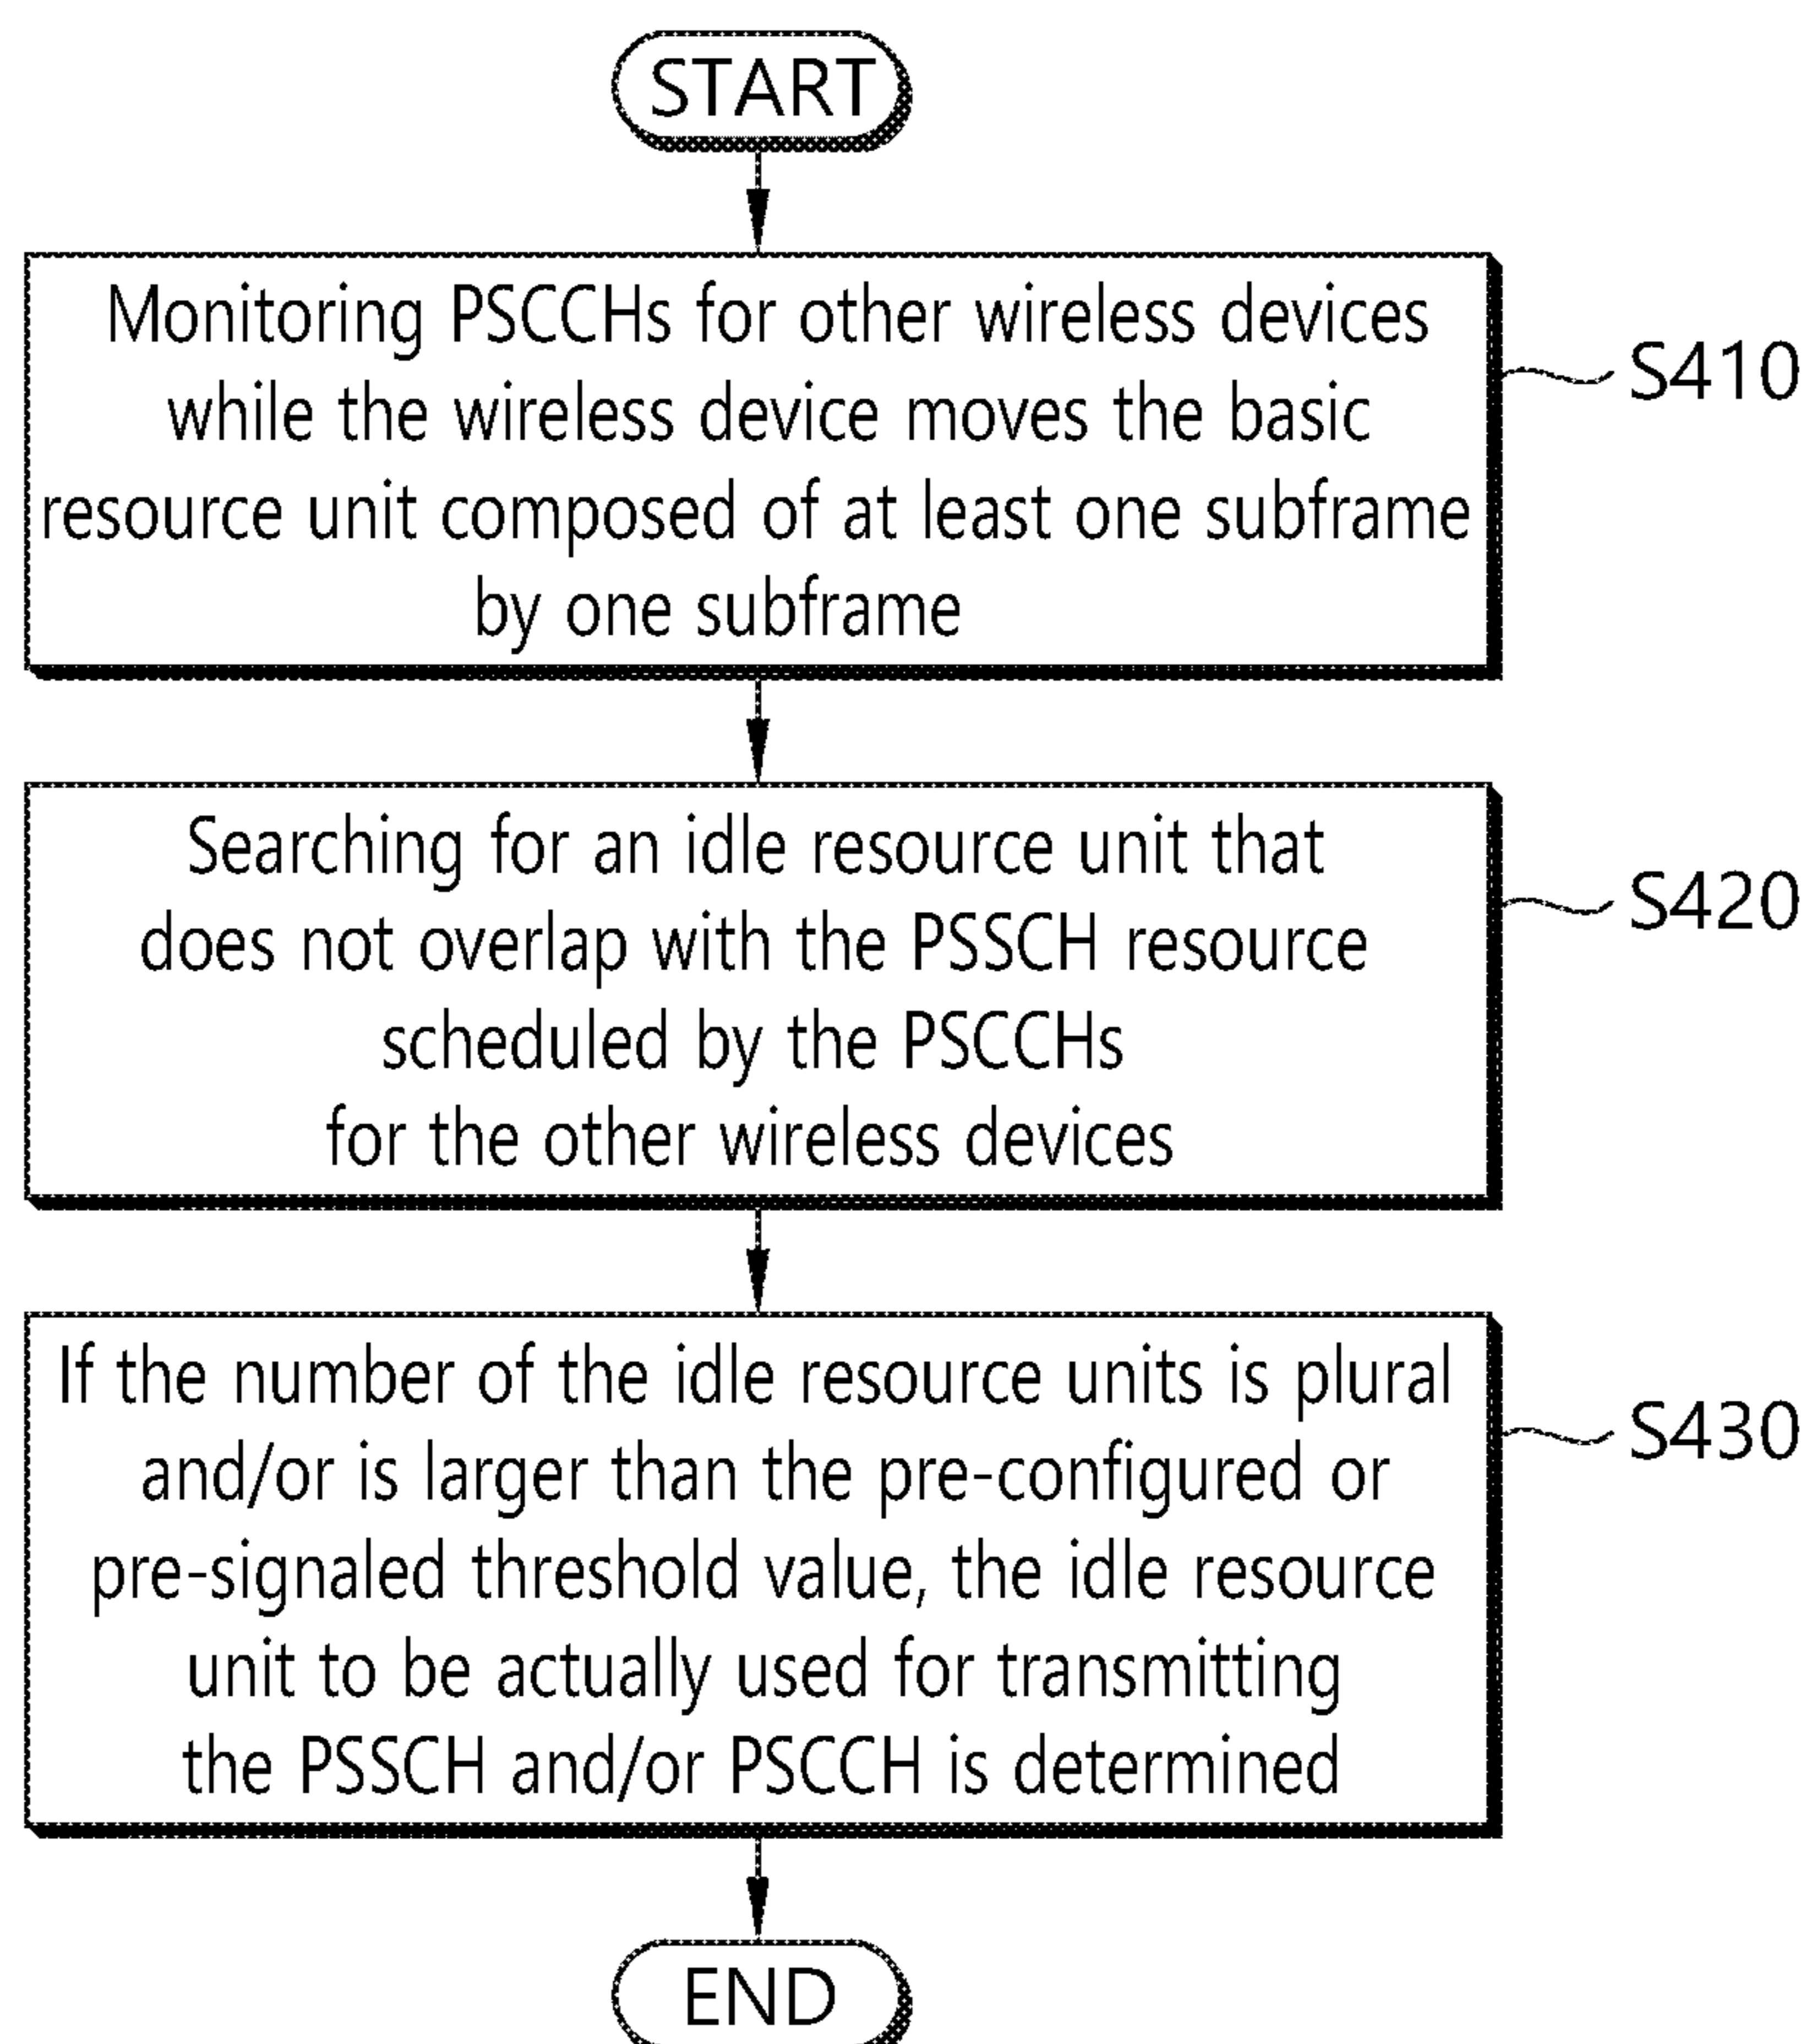 START
Monitoring PSCCHs for other wireless devices
while the wireless device moves the basic
resource unit composed of at least one subframe
by one subframe
S410
Searching for an idle resource unit that
does not overlap with the PSSCH resource
scheduled by the PSCCHs
for the other wireless devices
S420
If the number of the idle resource units is plural
and/or is larger than the pre-configured or
pre-signaled threshold value, the idle resource
unit to be actually used for transmitting
the PSSCH and/or PSCCH is determined
S430
END